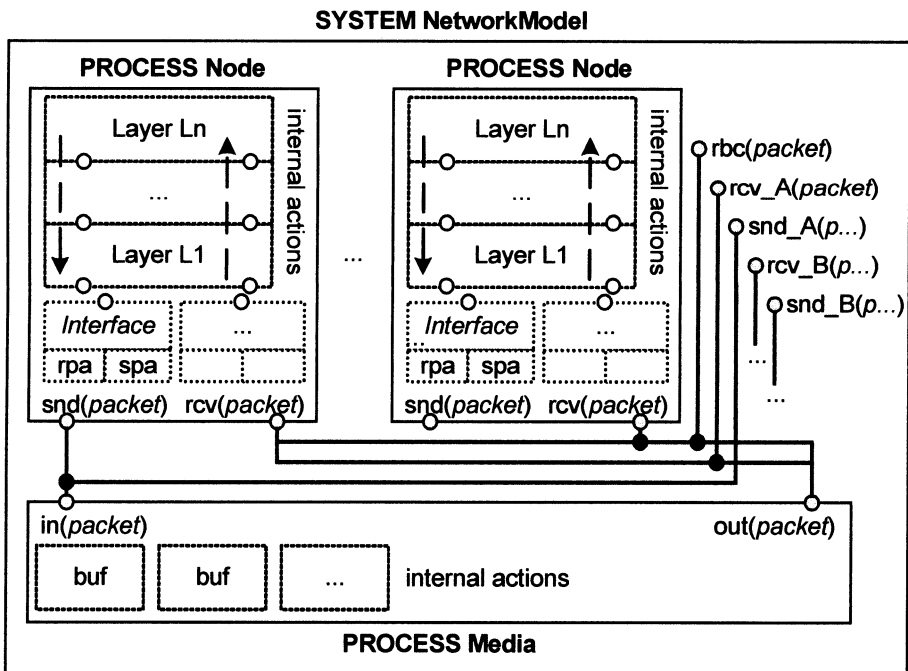 SYSTEM NetworkModel
PROCESS Node
Layer Ln
...
Layer L1
internal actions
Interface
...
rpa
spa
snd(packet)
rcv(packet)
...
PROCESS Node
Layer Ln
...
Layer L1
internal actions
Interface
..
...
rpa
spa
snd(packet)
rcv(packet)
rbc(packet)
rcv_A(packet)
snd_A(p...)
rcv_B(p...)
snd_B(p...)
...
...
in(packet)
out(packet)
buf
buf
...
internal actions
PROCESS Media